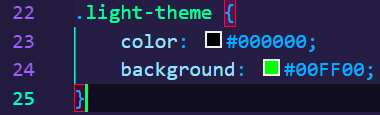 22 .light-theme {
23     color: #000000;
24     background: #00FF00;
25 }